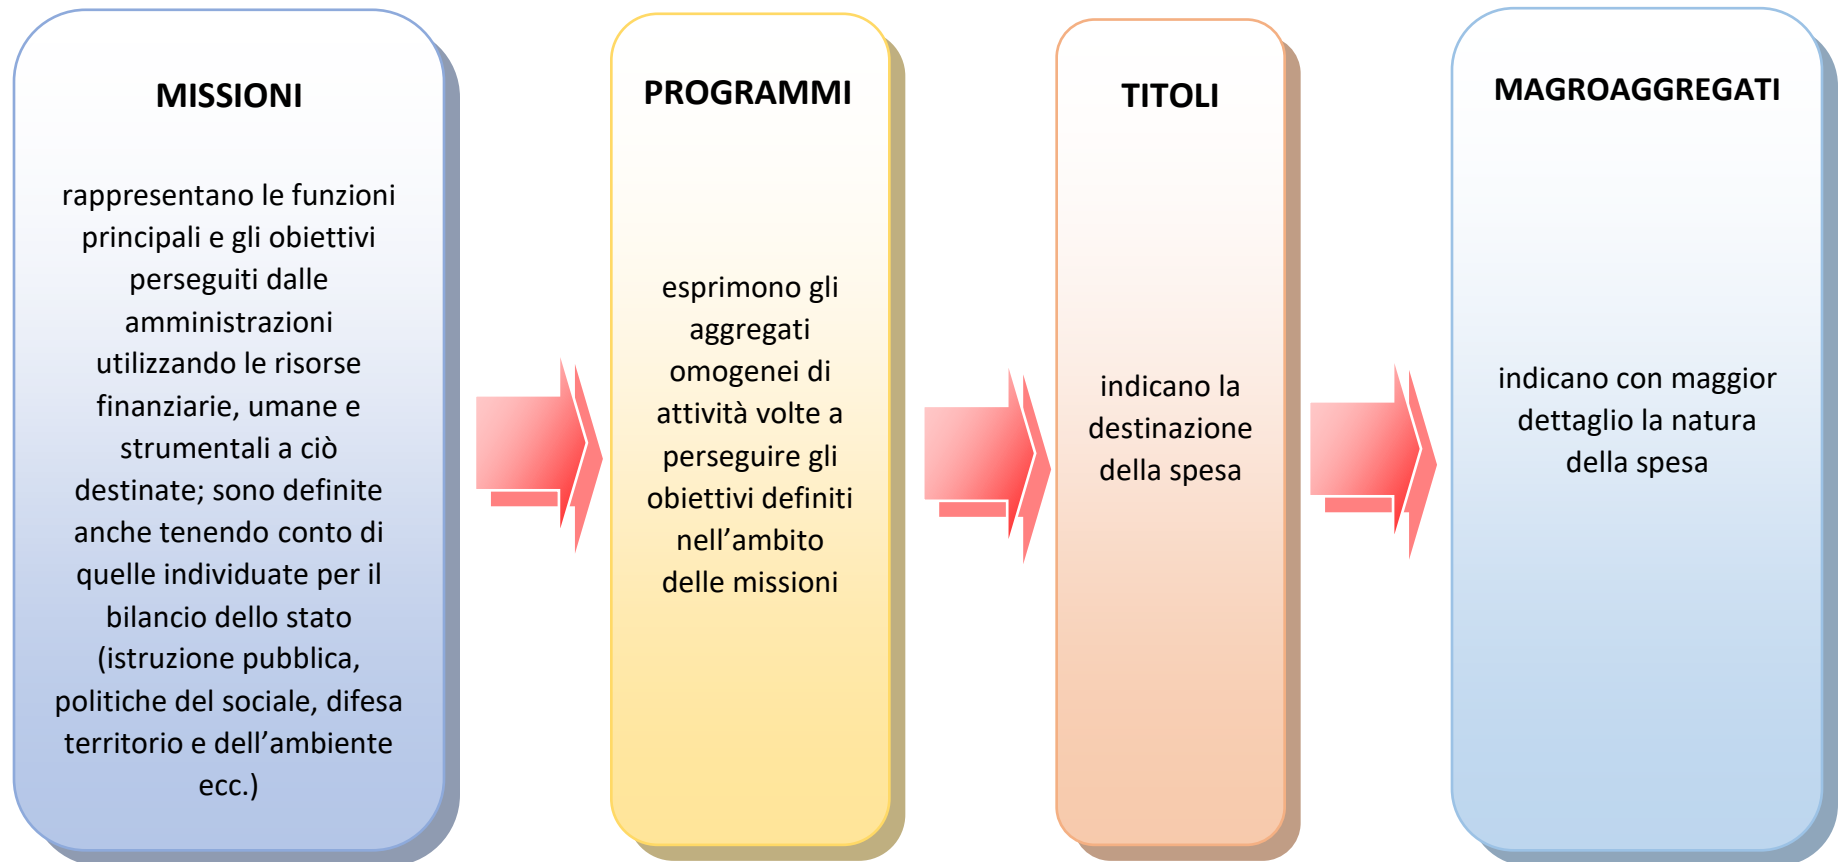 MISSIONI
rappresentano le funzioni
principali e gli obiettivi
perseguiti dalle
amministrazioni
utilizzando le risorse
finanziarie, umane e
strumentali a ciò
destinate; sono definite
anche tenendo conto di
quelle individuate per il
bilancio dello stato
(istruzione pubblica,
politiche del sociale, difesa
territorio e dell’ambiente
ecc.)
PROGRAMMI
esprimono gli
aggregati
omogenei di
attività volte a
perseguire gli
obiettivi definiti
nell’ambito
delle missioni
TITOLI
indicano la
destinazione
della spesa
MAGROAGGREGATI
indicano con maggior
dettaglio la natura
della spesa